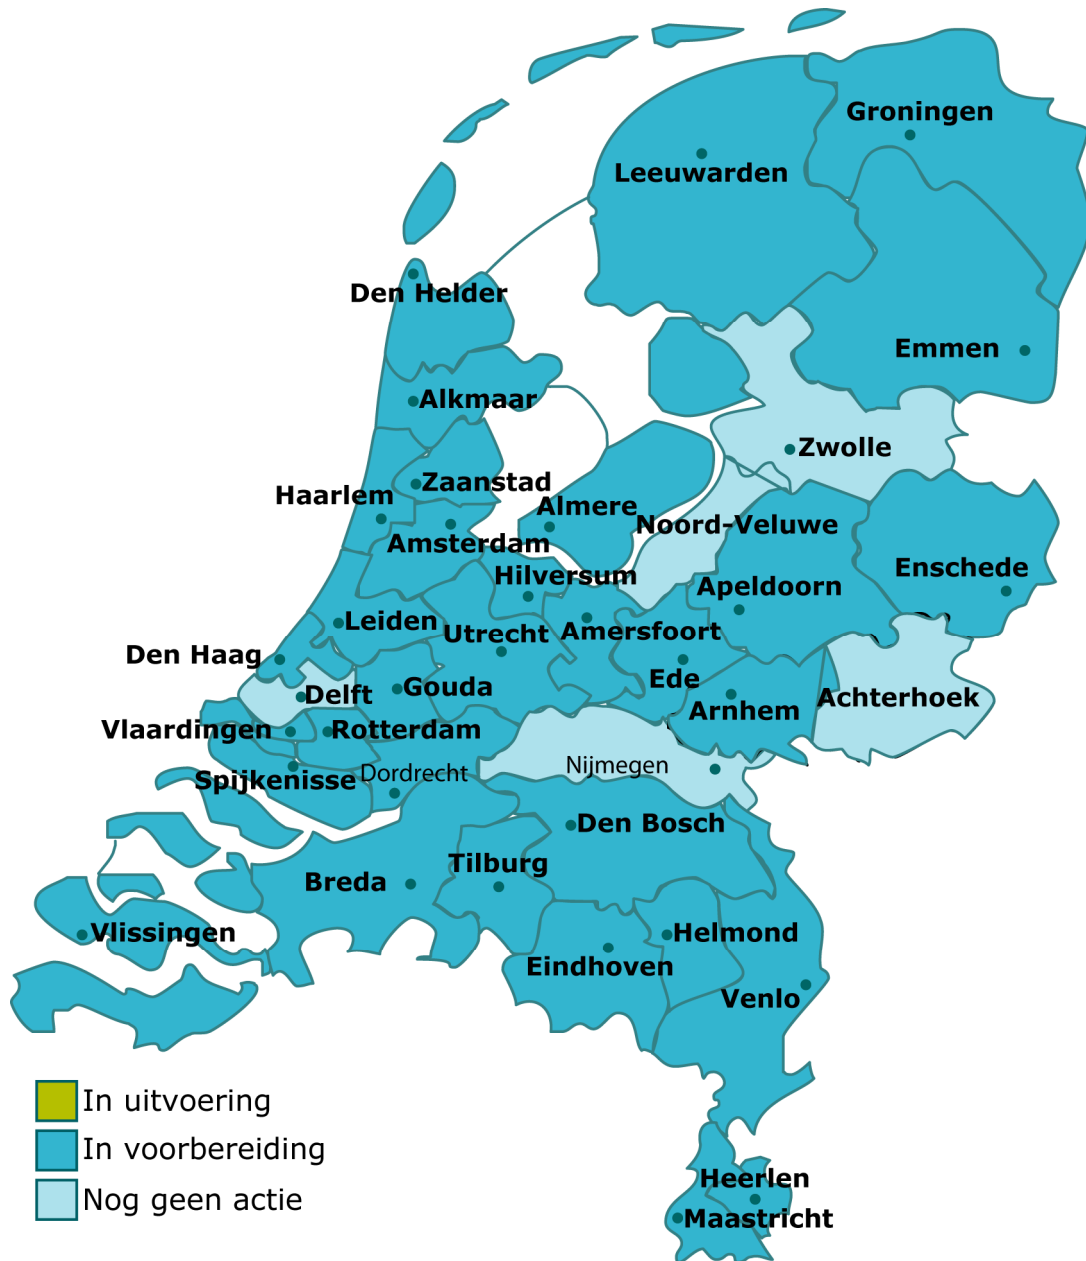 Groningen
Leeuwarden
Den Helder
Emmen
Alkmaar
Zwolle
Zaanstad
Haarlem
Almere
Noord-Veluwe
Amsterdam
Enschede
Hilversum
Apeldoorn
Leiden
Utrecht
Amersfoort
Den Haag
Ede
Gouda
Delft
Achterhoek
Arnhem
Vlaardingen
Rotterdam
Nijmegen
Dordrecht
Spijkenisse
Den Bosch
Tilburg
Breda
Vlissingen
Helmond
Eindhoven
Venlo
In uitvoering
In voorbereiding
Nog geen actie
Heerlen
Maastricht